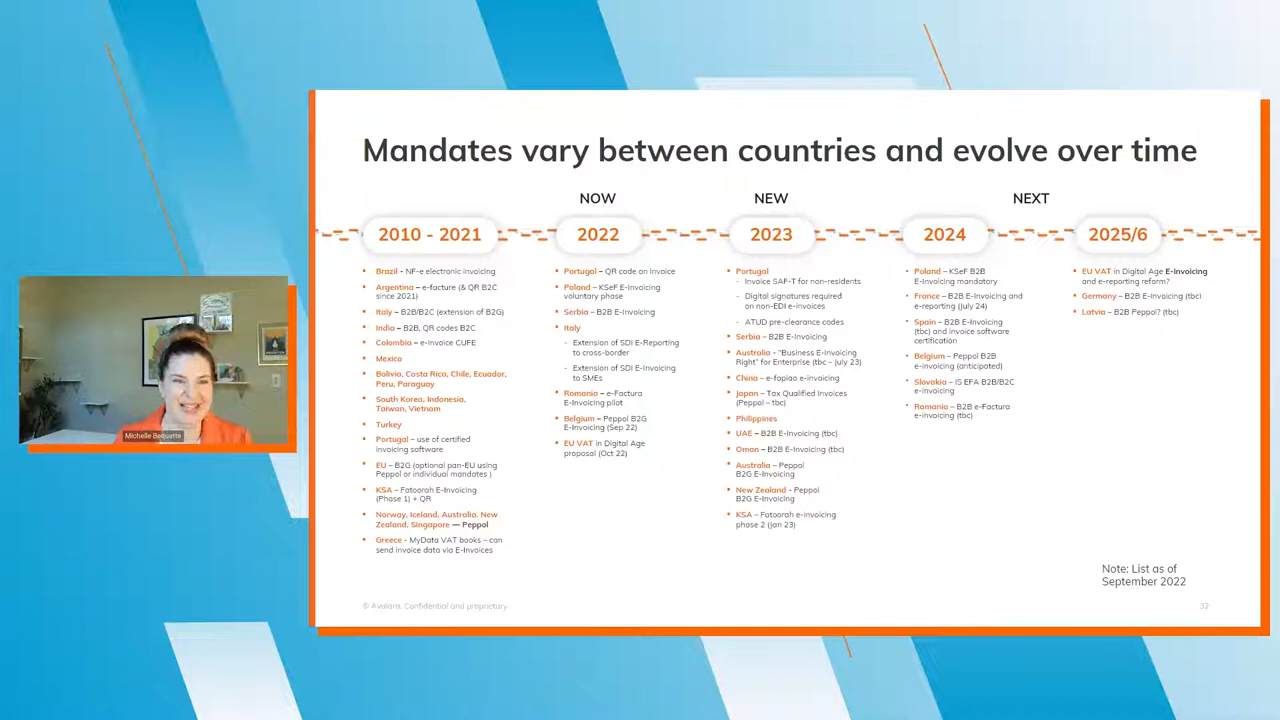 Mandates vary between countries and evolve over time
NOW
NEW
NEXT
2010 - 2021
2022
2023
2024
2025/6
Brazil - NF-e electronic invoicing
Argentina – e-factura (& QR B2C
since 2021)
Italy – B2B/B2C (extension of B2G)
India – B2B, QR codes B2C
Colombia – e-Invoice CUFE
Mexico
Bolivia, Costa Rica, Chile, Ecuador,
Peru, Paraguay
South Korea, Indonesia,
Taiwan, Vietnam
Turkey
Portugal – use of certified
invoicing software
EU – B2G (optional pan-EU using
Peppol or individual mandates )
KSA – Fatoorah E-Invoicing
(Phase 1) + QR
Norway, Iceland, Australia, New
Zealand, Singapore — Peppol
Greece - MyData VAT books – can
send invoice data via E-Invoices
Portugal – QR code on invoice
Poland – KSeF E-Invoicing
voluntary phase
Serbia – B2B E-Invoicing
Italy
- Extension of SDI E-Reporting
to cross-border
- Extension of SDI E-Invoicing
to SMEs
Romania – e-Factura
E-Invoicing pilot
Belgium – Peppol B2G
E-Invoicing (Sep 22)
EU VAT in Digital Age
proposal (Oct 22)
Portugal
- Invoice SAF-T for non-residents
- Digital signatures required
on non-EDI e-invoices
- ATUD pre-clearance codes
Serbia – B2B E-Invoicing
Australia - "Business E-Invoicing
Right" for Enterprise (tbc – July 23)
China – e-fapiao e-invoicing
Japan – Tax Qualified Invoices
(Peppol – tbc)
Philippines
UAE – B2B E-Invoicing (tbc)
Oman – B2B E-Invoicing (tbc)
Australia – Peppol
B2G E-Invoicing
New Zealand - Peppol
B2G E-Invoicing
KSA – Fatoorah e-invoicing
phase 2 (Jan 23)
Poland – KSeF B2B
E-Invoicing mandatory
France – B2B E-Invoicing and
e-reporting (July 24)
Spain – B2B E-Invoicing
(tbc) and invoice software
certification
Belgium – Peppol B2B
e-invoicing (anticipated)
Slovakia – IS EFA B2B/B2C
e-invoicing
Romania – B2B e-Factura
e-invoicing (tbc)
EU VAT in Digital Age E-Invoicing
and e-reporting reform?
Germany – B2B E-Invoicing (tbc)
Latvia – B2B Peppol? (tbc)
Michelle Bequette
Note: List as of
September 2022
© Avalara. Confidential and proprietary.
32